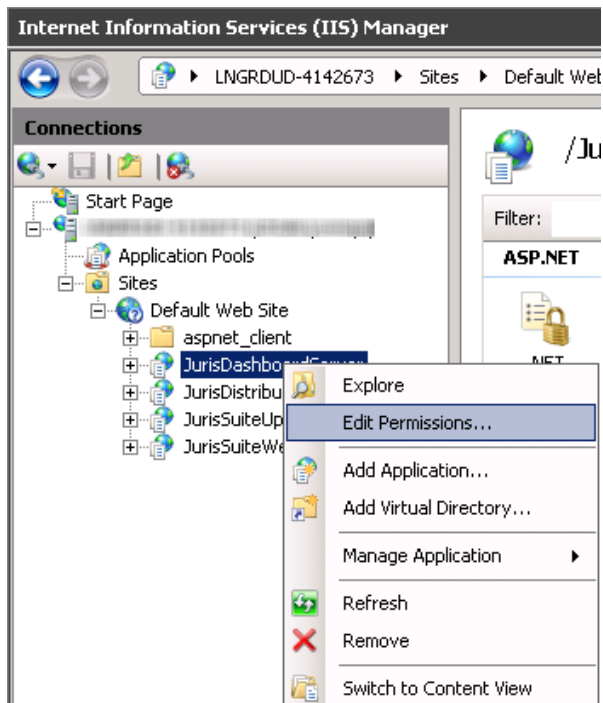 Internet Information Services (IIS) Manager
LNGRDUD-4142673 Sites Default Web
Connections
/Ju
Start Page
Filter:
Application Pools
ASP.NET
Sites
Default Web Site
aspnet_client
.NET
JurisDashboardServer
Explore
JurisDistribu
Edit Permissions...
JurisSuiteUp
JurisSuiteWe
Add Application...
Add Virtual Directory...
Manage Application
Refresh
Remove
Switch to Content View